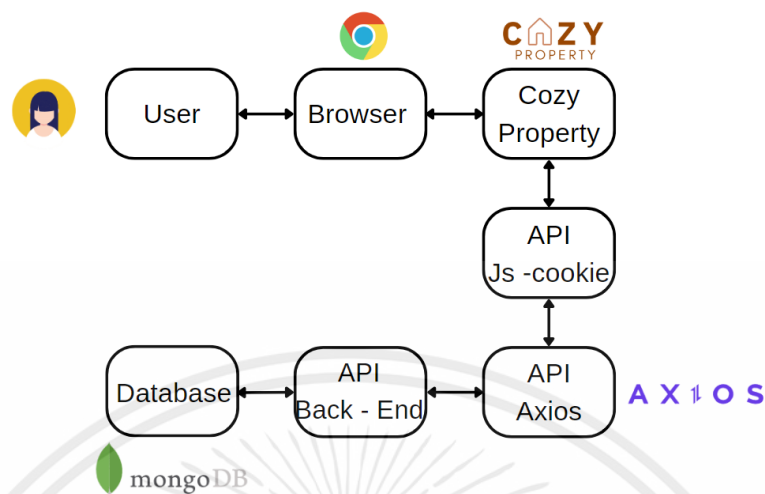 COZY
PROPERTY
User
Browser
Cozy
Property
API
Js -cookie
Database
API
Back - End
API
Axios
AXIOS
mongoDB